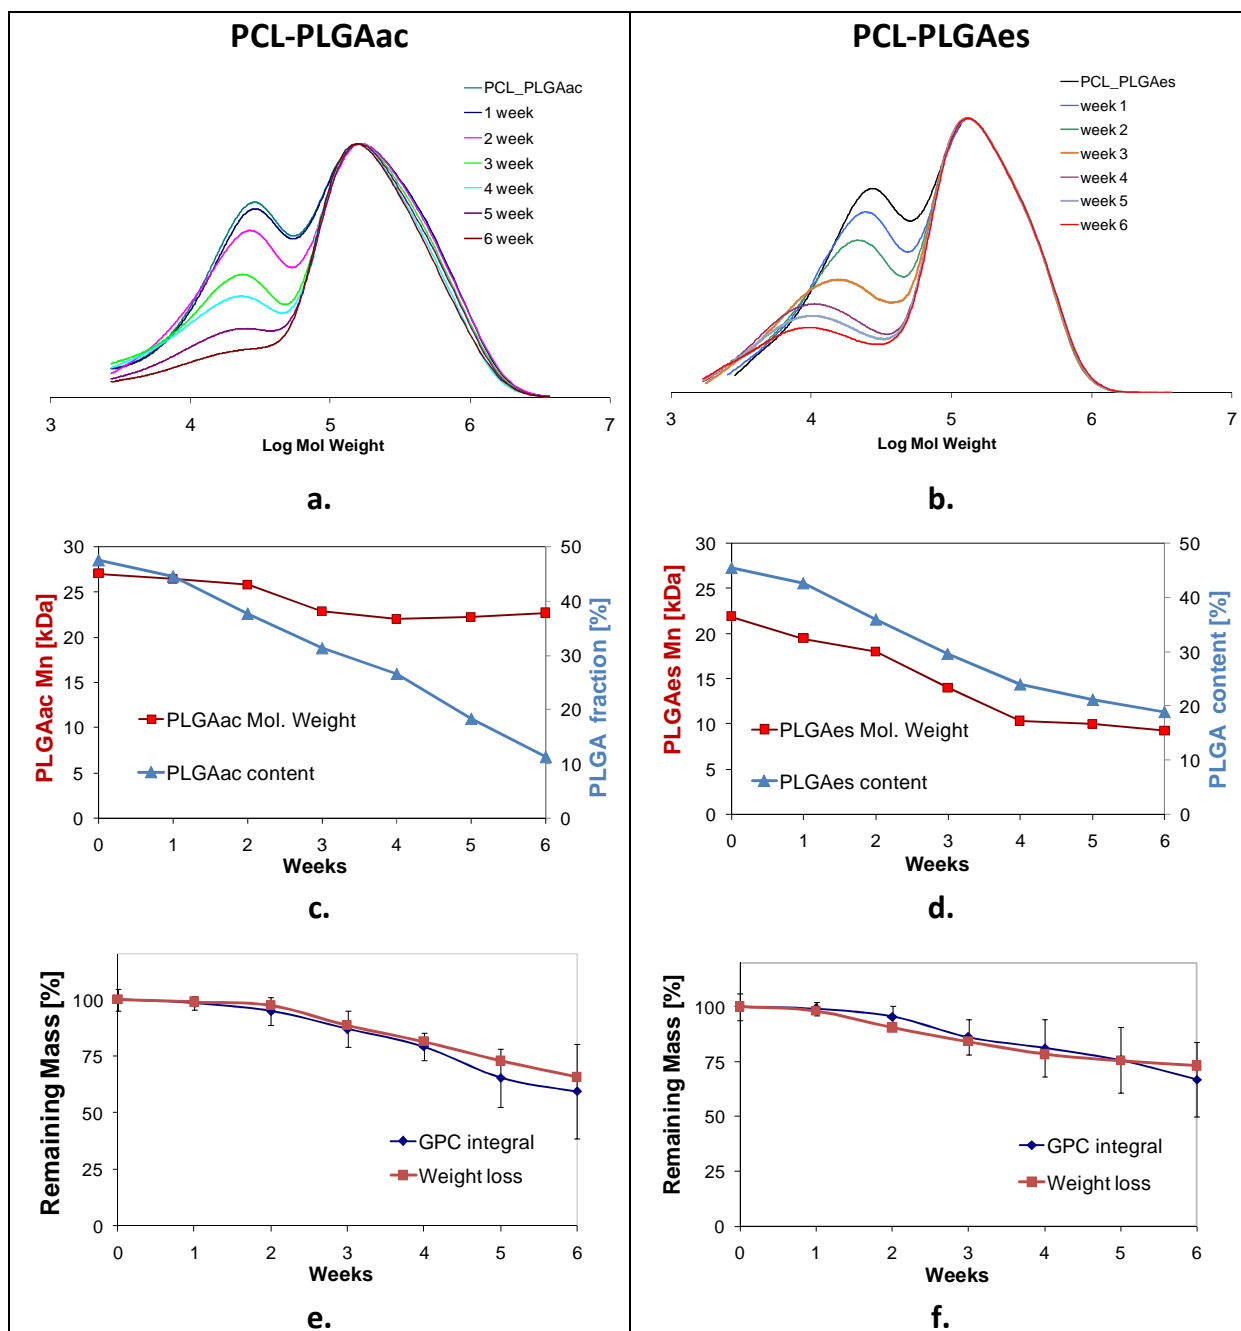 PCL-PLGAac
PCL_PLGAac
1 week
2 week
3 week
4 week
5 week
6 week
3 4 5 6 7
Log Mol Weight
a.
PCL-PLGAes
PCL_PLGAes
week 1
week 2
week 3
week 4
week 5
week 6
3 4 5 6 7
Log Mol Weight
b.
PLGAac Mn [kDa]
30
25
20
15
10
5
0
PLGAac Mol. Weight
PLGAac content
50
40
30
20
10
0
PLGA fraction [%]
0 1 2 3 4 5 6
Weeks
c.
PLGAes Mn [kDa]
30
25
20
15
10
5
0
PLGAes Mol. Weight
PLGAes content
50
40
30
20
10
0
PLGA content [%]
0 1 2 3 4 5 6
Weeks
d.
Remaining Mass [%]
100
75
50
25
0
GPC integral
Weight loss
0 1 2 3 4 5 6
Weeks
e.
Remaining Mass [%]
100
75
50
25
0
GPC integral
Weight loss
0 1 2 3 4 5 6
Weeks
f.